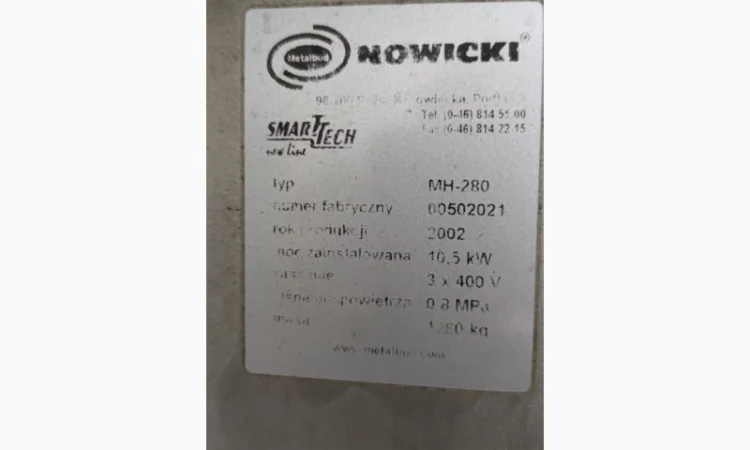 Metalbud
NOWICKI®
Tel. (0-46) 814 55 00
Fax (0-46) 814 22 15
SMART TECH
new line
typ MH-280
numer fabryczny 00502021
rok produkcji 2002
moc zainstalowana 10,5 kW
zasilanie 3 x 400 V
powietrza 0,8 MPa
masa 1280 kg
www.metalbud.com